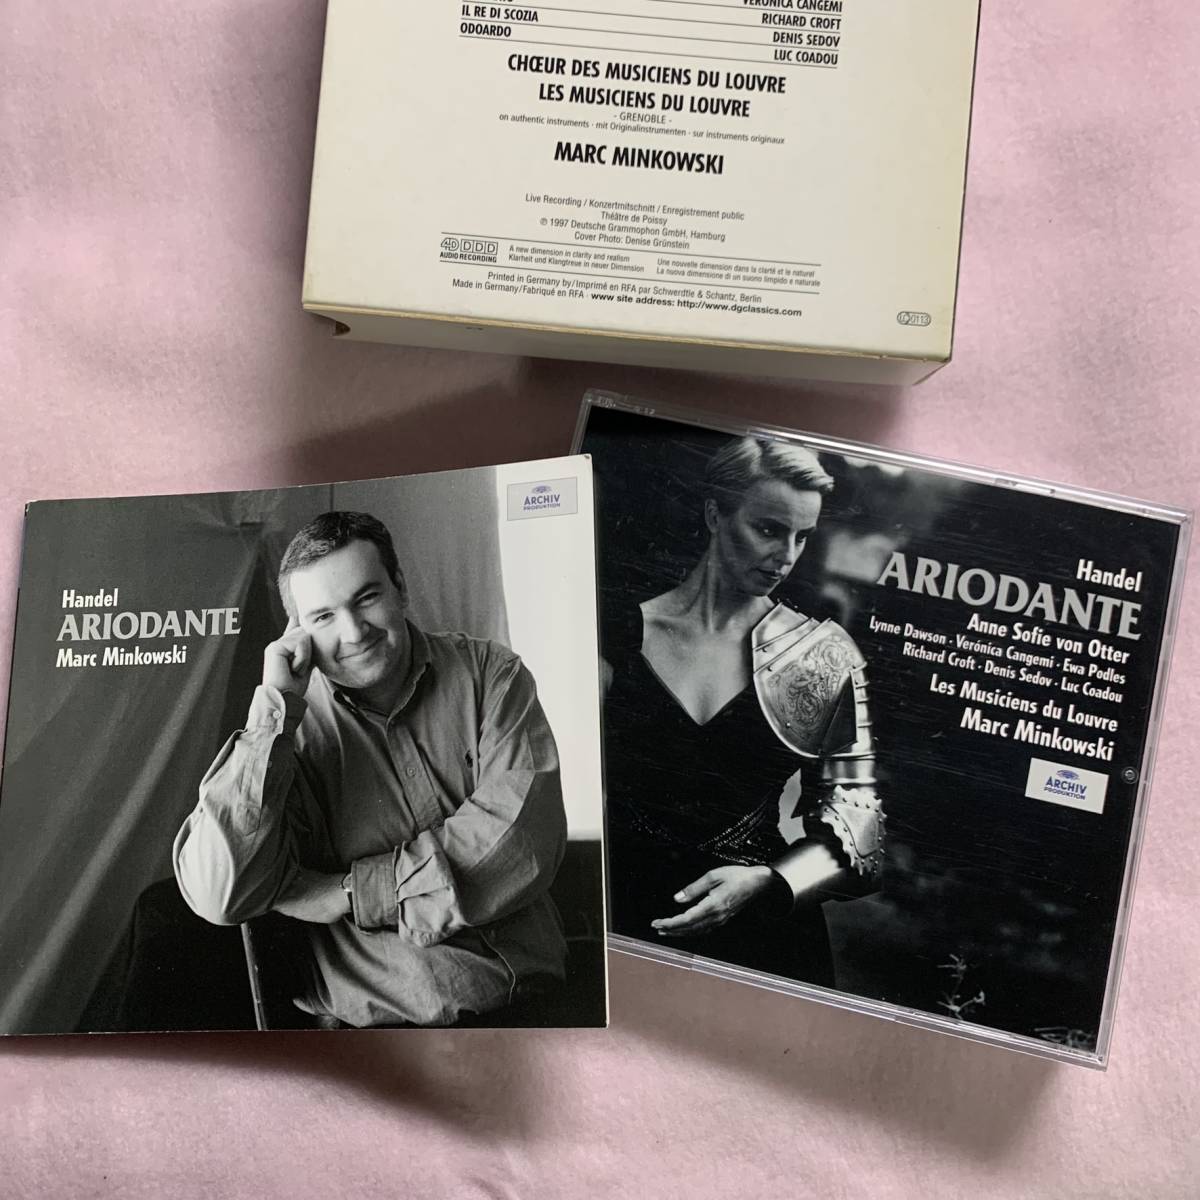 VERÓNICA CANGEMI
IL RE DI SCOZIA RICHARD CROFT
ODOARDO DENIS SEDOV
LUC COADOU
CHŒUR DES MUSICIENS DU LOUVRE
LES MUSICIENS DU LOUVRE
- GRENOBLE -
on authentic instruments · mit Originalinstrumenten · sur instruments originaux
MARC MINKOWSKI
Live Recording / Konzertmitschnitt / Enregistrement public
Théâtre de Poissy
℗ 1997 Deutsche Grammophon GmbH, Hamburg
Cover Photo: Denise Grünstein
4D DDD
AUDIO RECORDING
A new dimension in clarity and realism
Klarheit und Klangtreue in neuer Dimension
Une nouvelle dimension dans la clarté et le naturel
La nuova dimensione di un suono limpido e naturale
Printed in Germany by / Imprimé en RFA par Schwerdtle & Schantz, Berlin
Made in Germany / Fabriqué en RFA · www site address: http://www.dgclassics.com
LC 0113
ARCHIV
PRODUKTION
Handel
ARIODANTE
Marc Minkowski
Handel
ARIODANTE
Anne Sofie von Otter
Lynne Dawson · Verónica Cangemi · Ewa Podles
Richard Croft · Denis Sedov · Luc Coadou
Les Musiciens du Louvre
Marc Minkowski
ARCHIV
PRODUKTION